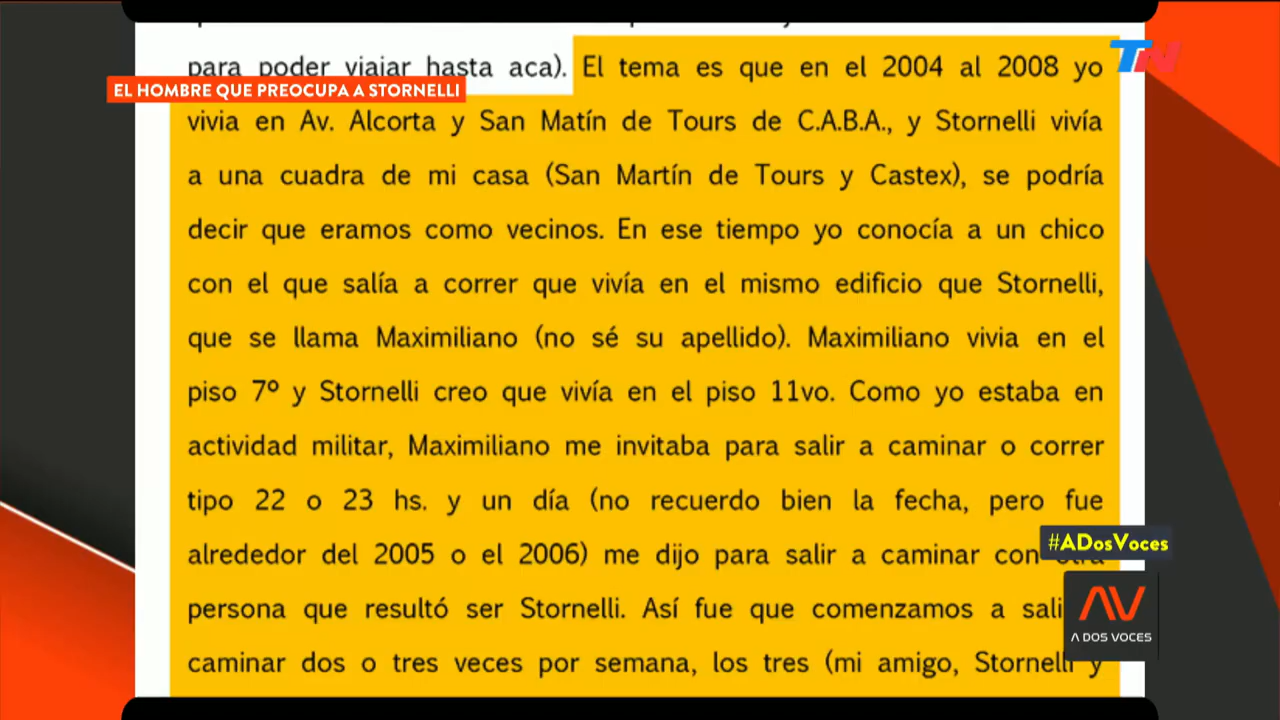 para poder viajar hasta aca). El tema es que en el 2004 al 2008 yo
TN
EL HOMBRE QUE PREOCUPA A STORNELLI
vivia en Av. Alcorta y San Matín de Tours de C.A.B.A., y Stornelli vivía
a una cuadra de mi casa (San Martín de Tours y Castex), se podría
decir que eramos como vecinos. En ese tiempo yo conocía a un chico
con el que salía a correr que vivía en el mismo edificio que Stornelli,
que se llama Maximiliano (no sé su apellido). Maximiliano vivia en el
piso 7º y Stornelli creo que vivía en el piso 11vo. Como yo estaba en
actividad militar, Maximiliano me invitaba para salir a caminar o correr
tipo 22 o 23 hs. y un día (no recuerdo bien la fecha, pero fue
alrededor del 2005 o el 2006) me dijo para salir a caminar con
#ADosVoces
persona que resultó ser Stornelli. Así fue que comenzamos a
caminar dos o tres veces por semana, los tres (mi amigo, Stornelli y
AV
A DOS VOCES